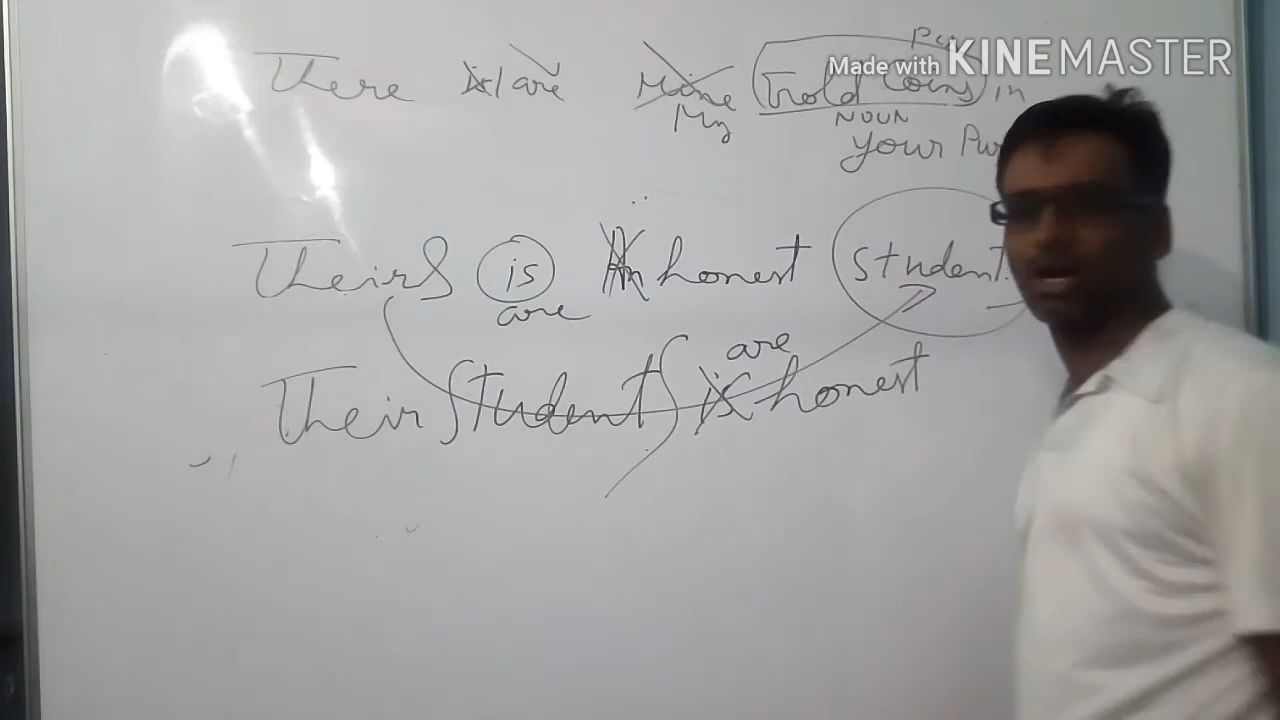 Made with KINEMASTER
There is/are Mine Gold Coins in
My NOUN
your
Theirs is An honest student.
are
are
Their Students is honest